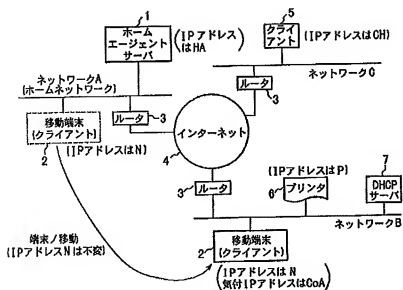 1
ホーム
エージェント
サーバ
(IPアドレス
はHA)
5
クライ
アント
(IPアドレスはCH)
ネットワークA
(ホームネットワーク)
ネットワークC
ルータ
3
ルータ
3
移動端末
(クライアント)
2
(IPアドレスはN)
インターネット
4
3
ルータ
(IPアドレスはP)
6
プリンタ
7
DHCP
サーバ
ネットワークB
端末ノ移動
(IPアドレスNは不変)
2
移動端末
(クライアント)
(IPアドレスはN
気付IPアドレスはCoA)